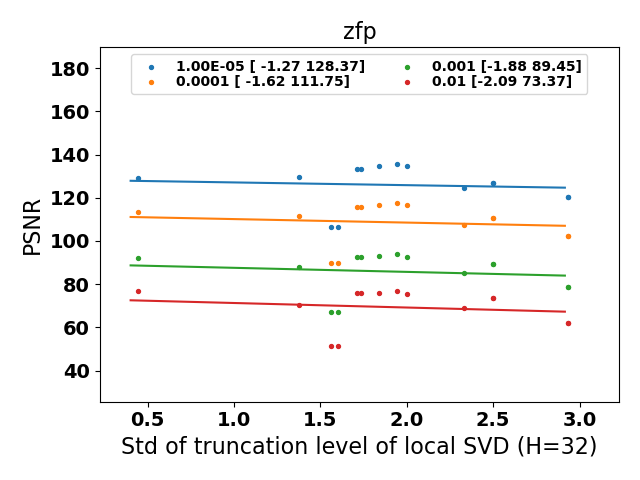 zfp
1.00E-05 [ -1.27 128.37]
0.0001 [ -1.62 111.75]
0.001 [-1.88 89.45]
0.01 [-2.09 73.37]
PSNR
180
160
140
120
100
80
60
40
0.5 1.0 1.5 2.0 2.5 3.0
Std of truncation level of local SVD (H=32)